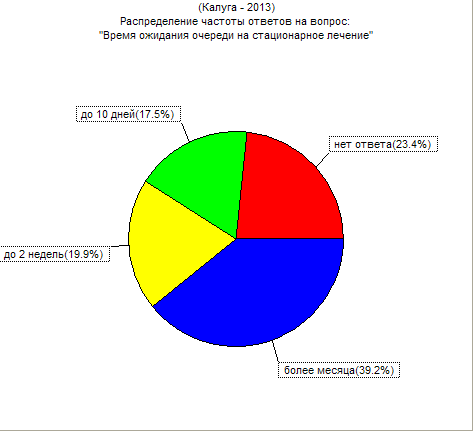 (Калуга - 2013)
Распределение частоты ответов на вопрос:
"Время ожидания очереди на стационарное лечение"
до 10 дней(17.5%)
нет ответа(23.4%)
до 2 недель(19.9%)
более месяца(39.2%)